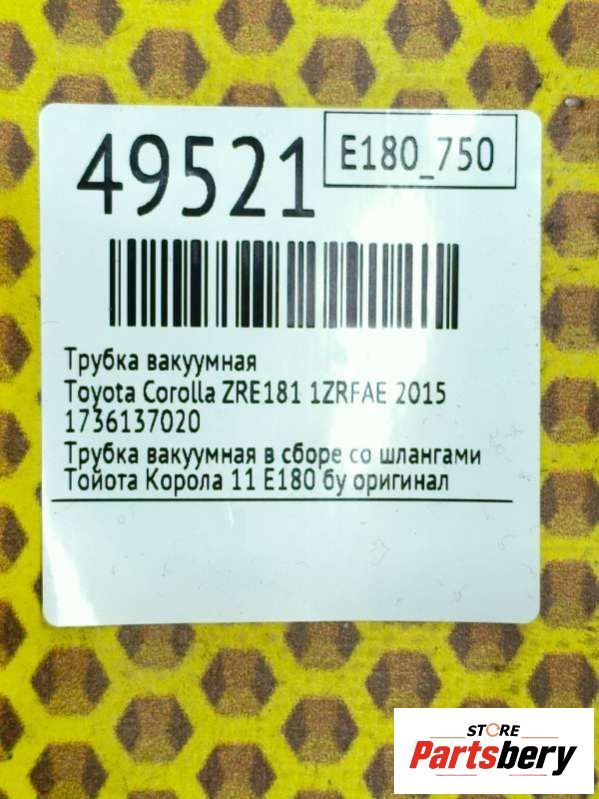 49521
E180_750
Трубка вакуумная
Toyota Corolla ZRE181 1ZRFAE 2015
1736137020
Трубка вакуумная в сборе со шлангами
Тойота Корола 11 Е180 бу оригинал
STORE
Partsbery